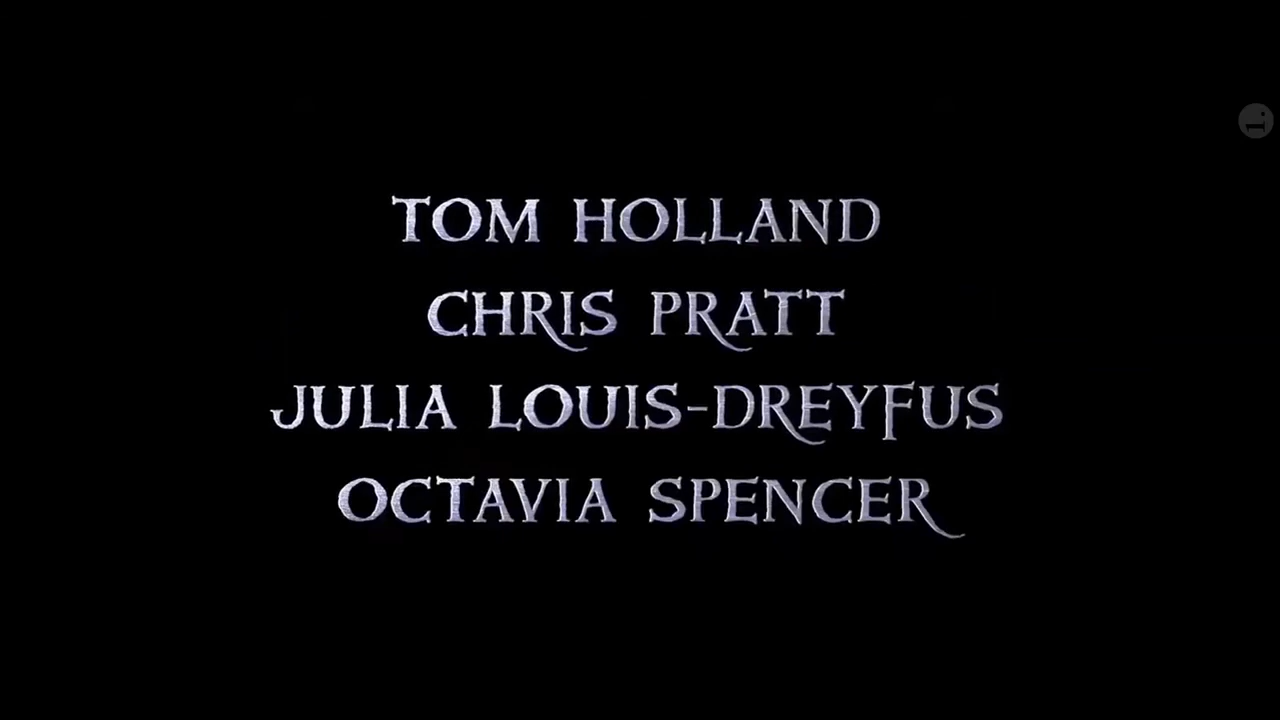 TOM HOLLAND
CHRIS PRATT
JULIA LOUIS-DREYFUS
OCTAVIA SPENCER